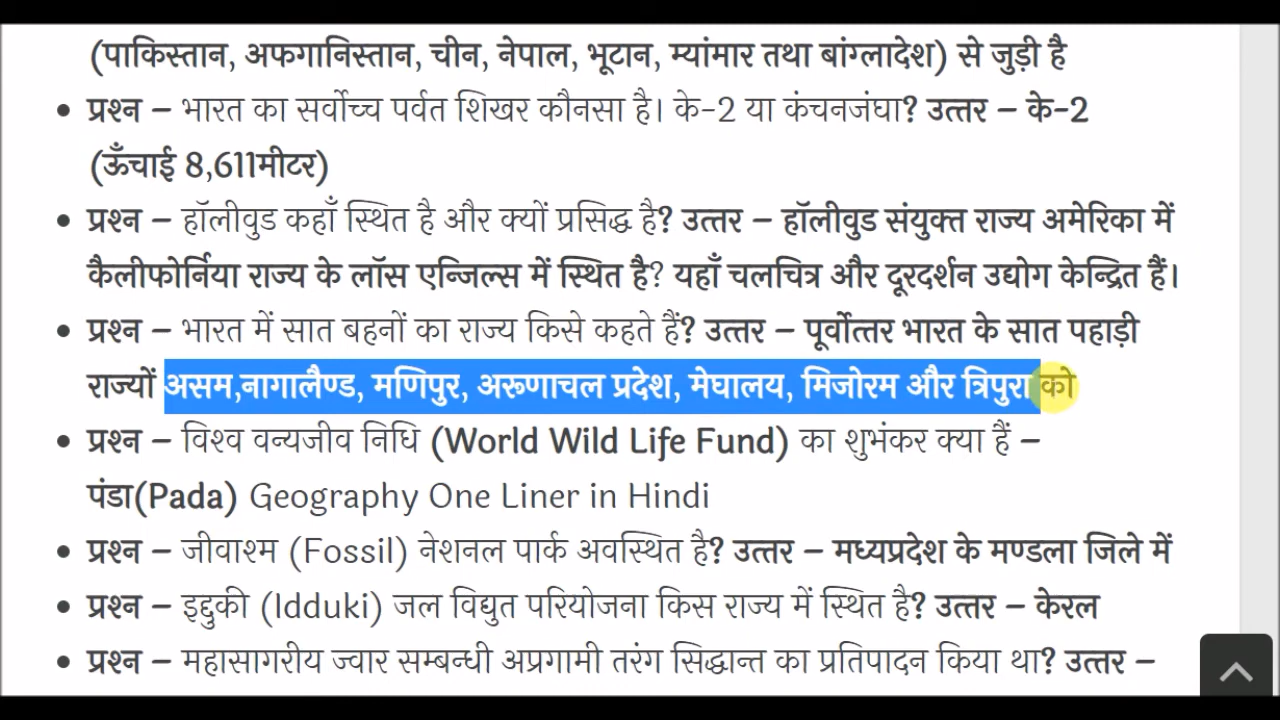 (पाकिस्तान, अफगानिस्तान, चीन, नेपाल, भूटान, म्यांमार तथा बांग्लादेश) से जुड़ी है
• प्रश्न – भारत का सर्वोच्च पर्वत शिखर कौनसा है। के-2 या कंचनजंघा? उत्तर – के-2
(ऊँचाई 8,611मीटर)
• प्रश्न – हॉलीवुड कहाँ स्थित है और क्यों प्रसिद्ध है? उत्तर – हॉलीवुड संयुक्त राज्य अमेरिका में
कैलीफोर्निया राज्य के लॉस एन्जिल्स में स्थित है? यहाँ चलचित्र और दूरदर्शन उद्योग केन्द्रित हैं।
• प्रश्न – भारत में सात बहनों का राज्य किसे कहते हैं? उत्तर – पूर्वोत्तर भारत के सात पहाड़ी
राज्यों असम,नागालैण्ड, मणिपुर, अरूणाचल प्रदेश, मेघालय, मिजोरम और त्रिपुरा को
• प्रश्न – विश्व वन्यजीव निधि (World Wild Life Fund) का शुभंकर क्या हैं –
पंडा(Pada) Geography One Liner in Hindi
• प्रश्न – जीवाश्म (Fossil) नेशनल पार्क अवस्थित है? उत्तर – मध्यप्रदेश के मण्डला जिले में
• प्रश्न – इद्दुकी (Idduki) जल विद्युत परियोजना किस राज्य में स्थित है? उत्तर – केरल
• प्रश्न – महासागरीय ज्वार सम्बन्धी अप्रगामी तरंग सिद्धान्त का प्रतिपादन किया था? उत्तर –